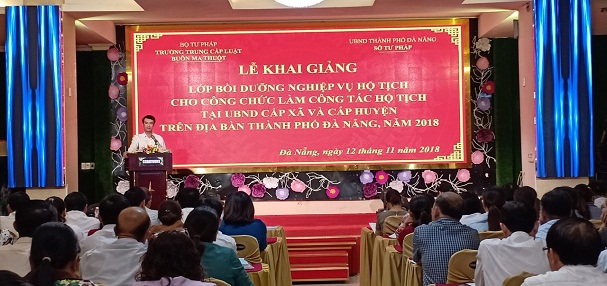 BỘ TƯ PHÁP
TRƯỜNG TRUNG CẤP LUẬT
BUÔN MA THUỘT
UBND THÀNH PHỐ ĐÀ NẴNG
SỞ TƯ PHÁP
LỄ KHAI GIẢNG
LỚP BỒI DƯỠNG NGHIỆP VỤ HỘ TỊCH
CHO CÔNG CHỨC LÀM CÔNG TÁC HỘ TỊCH
TẠI UBND CẤP XÃ VÀ CẤP HUYỆN
TRÊN ĐỊA BÀN THÀNH PHỐ ĐÀ NẴNG, NĂM 2018
Đà Nẵng, ngày 12 tháng 11 năm 2018